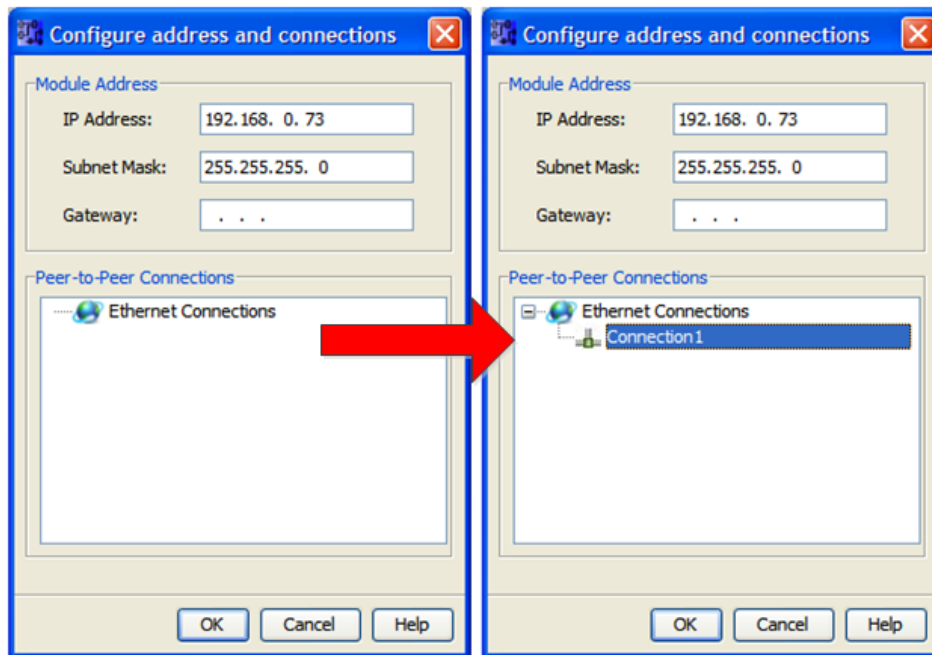 Configure address and connections
Module Address
IP Address: 192.168. 0. 73
Subnet Mask: 255.255.255. 0
Gateway: . . .
Peer-to-Peer Connections
Ethernet Connections
OK Cancel Help
Configure address and connections
Module Address
IP Address: 192.168. 0. 73
Subnet Mask: 255.255.255. 0
Gateway: . . .
Peer-to-Peer Connections
Ethernet Connections
Connection1
OK Cancel Help